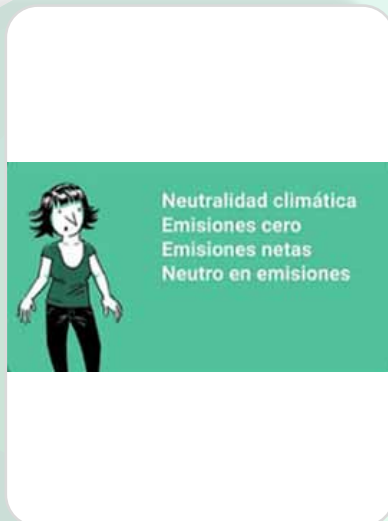 Neutralidad climática
Emisiones cero
Emisiones netas
Neutro en emisiones